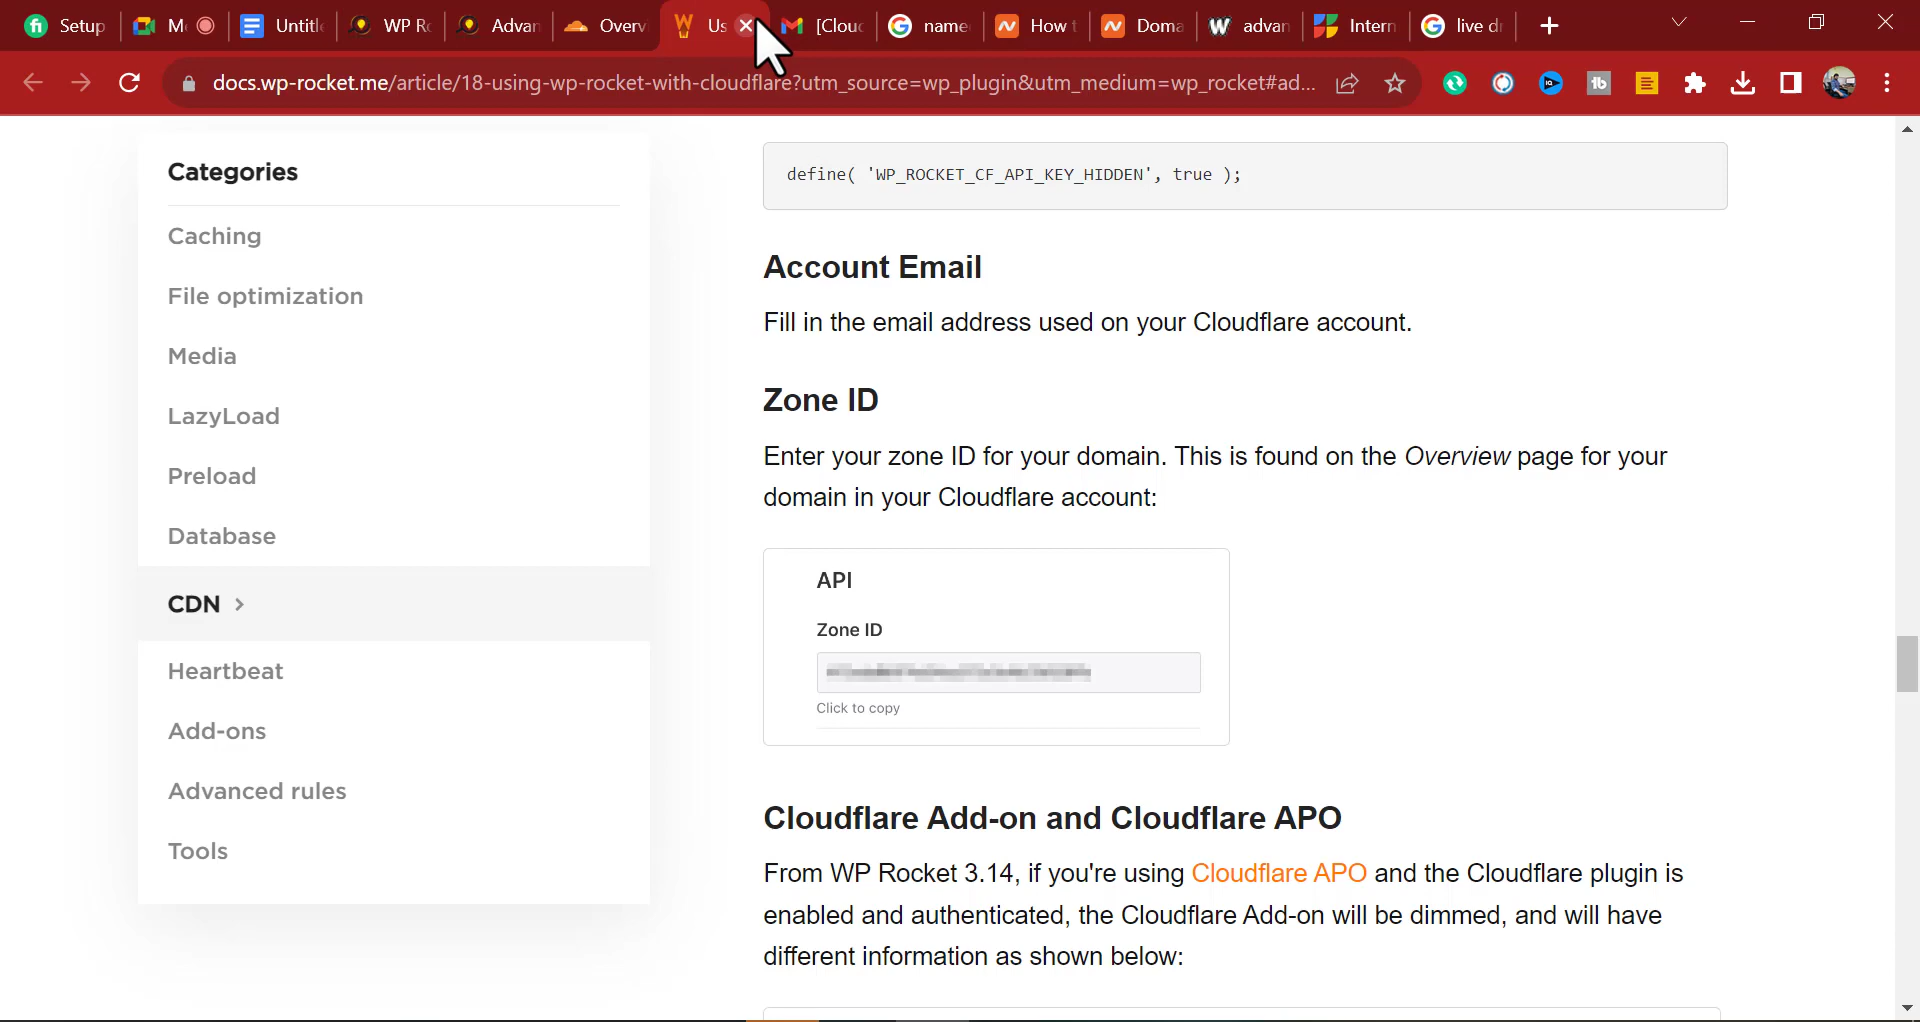 Setup
M
Untitl
WP Ro
Advan
Overv
Us
[Clouc
name
How t
Doma
advan
Intern
live dr
docs.wp-rocket.me/article/18-using-wp-rocket-with-cloudflare?utm_source=wp_plugin&utm_medium=wp_rocket#ad...
Categories
Caching
File optimization
Media
LazyLoad
Preload
Database
CDN
Heartbeat
Add-ons
Advanced rules
Tools
define( 'WP_ROCKET_CF_API_KEY_HIDDEN', true );
Account Email
Fill in the email address used on your Cloudflare account.
Zone ID
Enter your zone ID for your domain. This is found on the Overview page for your
domain in your Cloudflare account:
API
Zone ID
Click to copy
Cloudflare Add-on and Cloudflare APO
From WP Rocket 3.14, if you're using Cloudflare APO and the Cloudflare plugin is
enabled and authenticated, the Cloudflare Add-on will be dimmed, and will have
different information as shown below: